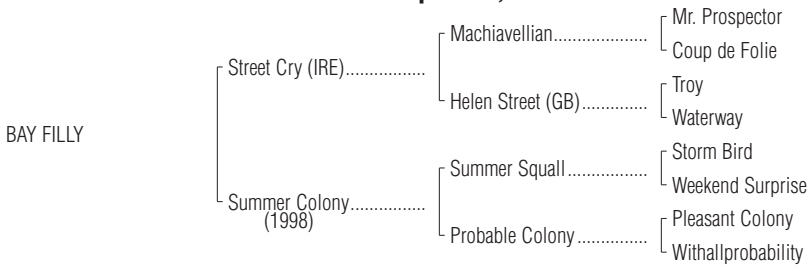 Mr. Prospector
Machiavellian....................
Coup de Folie
Street Cry (IRE).................
Troy
Helen Street (GB)..............
Waterway
BAY FILLY
Storm Bird
Summer Squall.................
Weekend Surprise
Summer Colony................
(1998)
Pleasant Colony
Probable Colony...............
Withallprobability